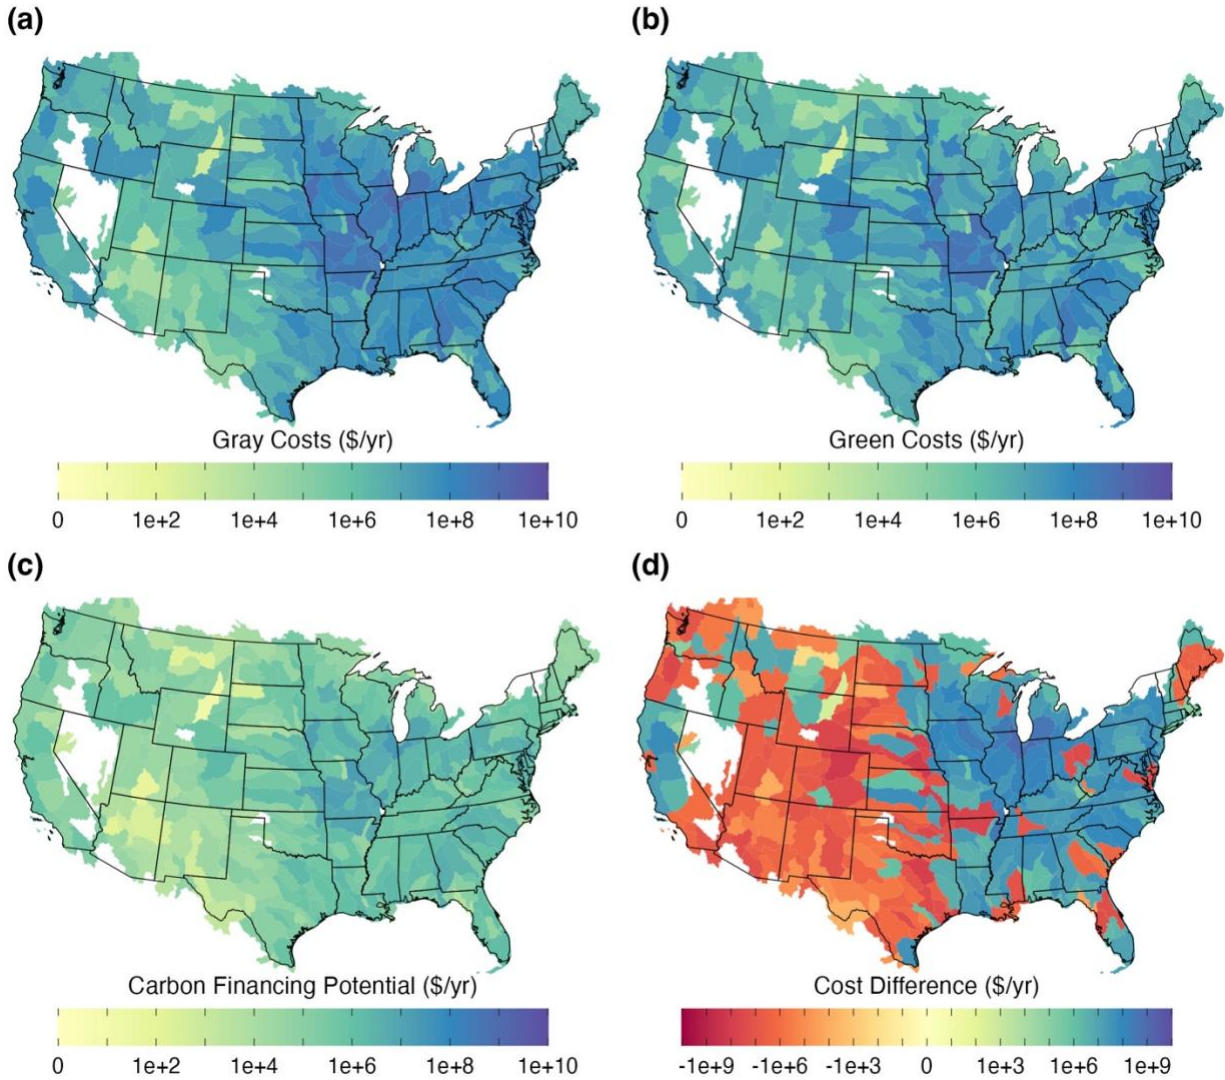 (a)
(b)
Gray Costs ($/yr)
Green Costs ($/yr)
0 1e+2 1e+4 1e+6 1e+8 1e+10
0 1e+2 1e+4 1e+6 1e+8 1e+10
(c)
(d)
Carbon Financing Potential ($/yr)
Cost Difference ($/yr)
0 1e+2 1e+4 1e+6 1e+8 1e+10
-1e+9 -1e+6 -1e+3 0 1e+3 1e+6 1e+9